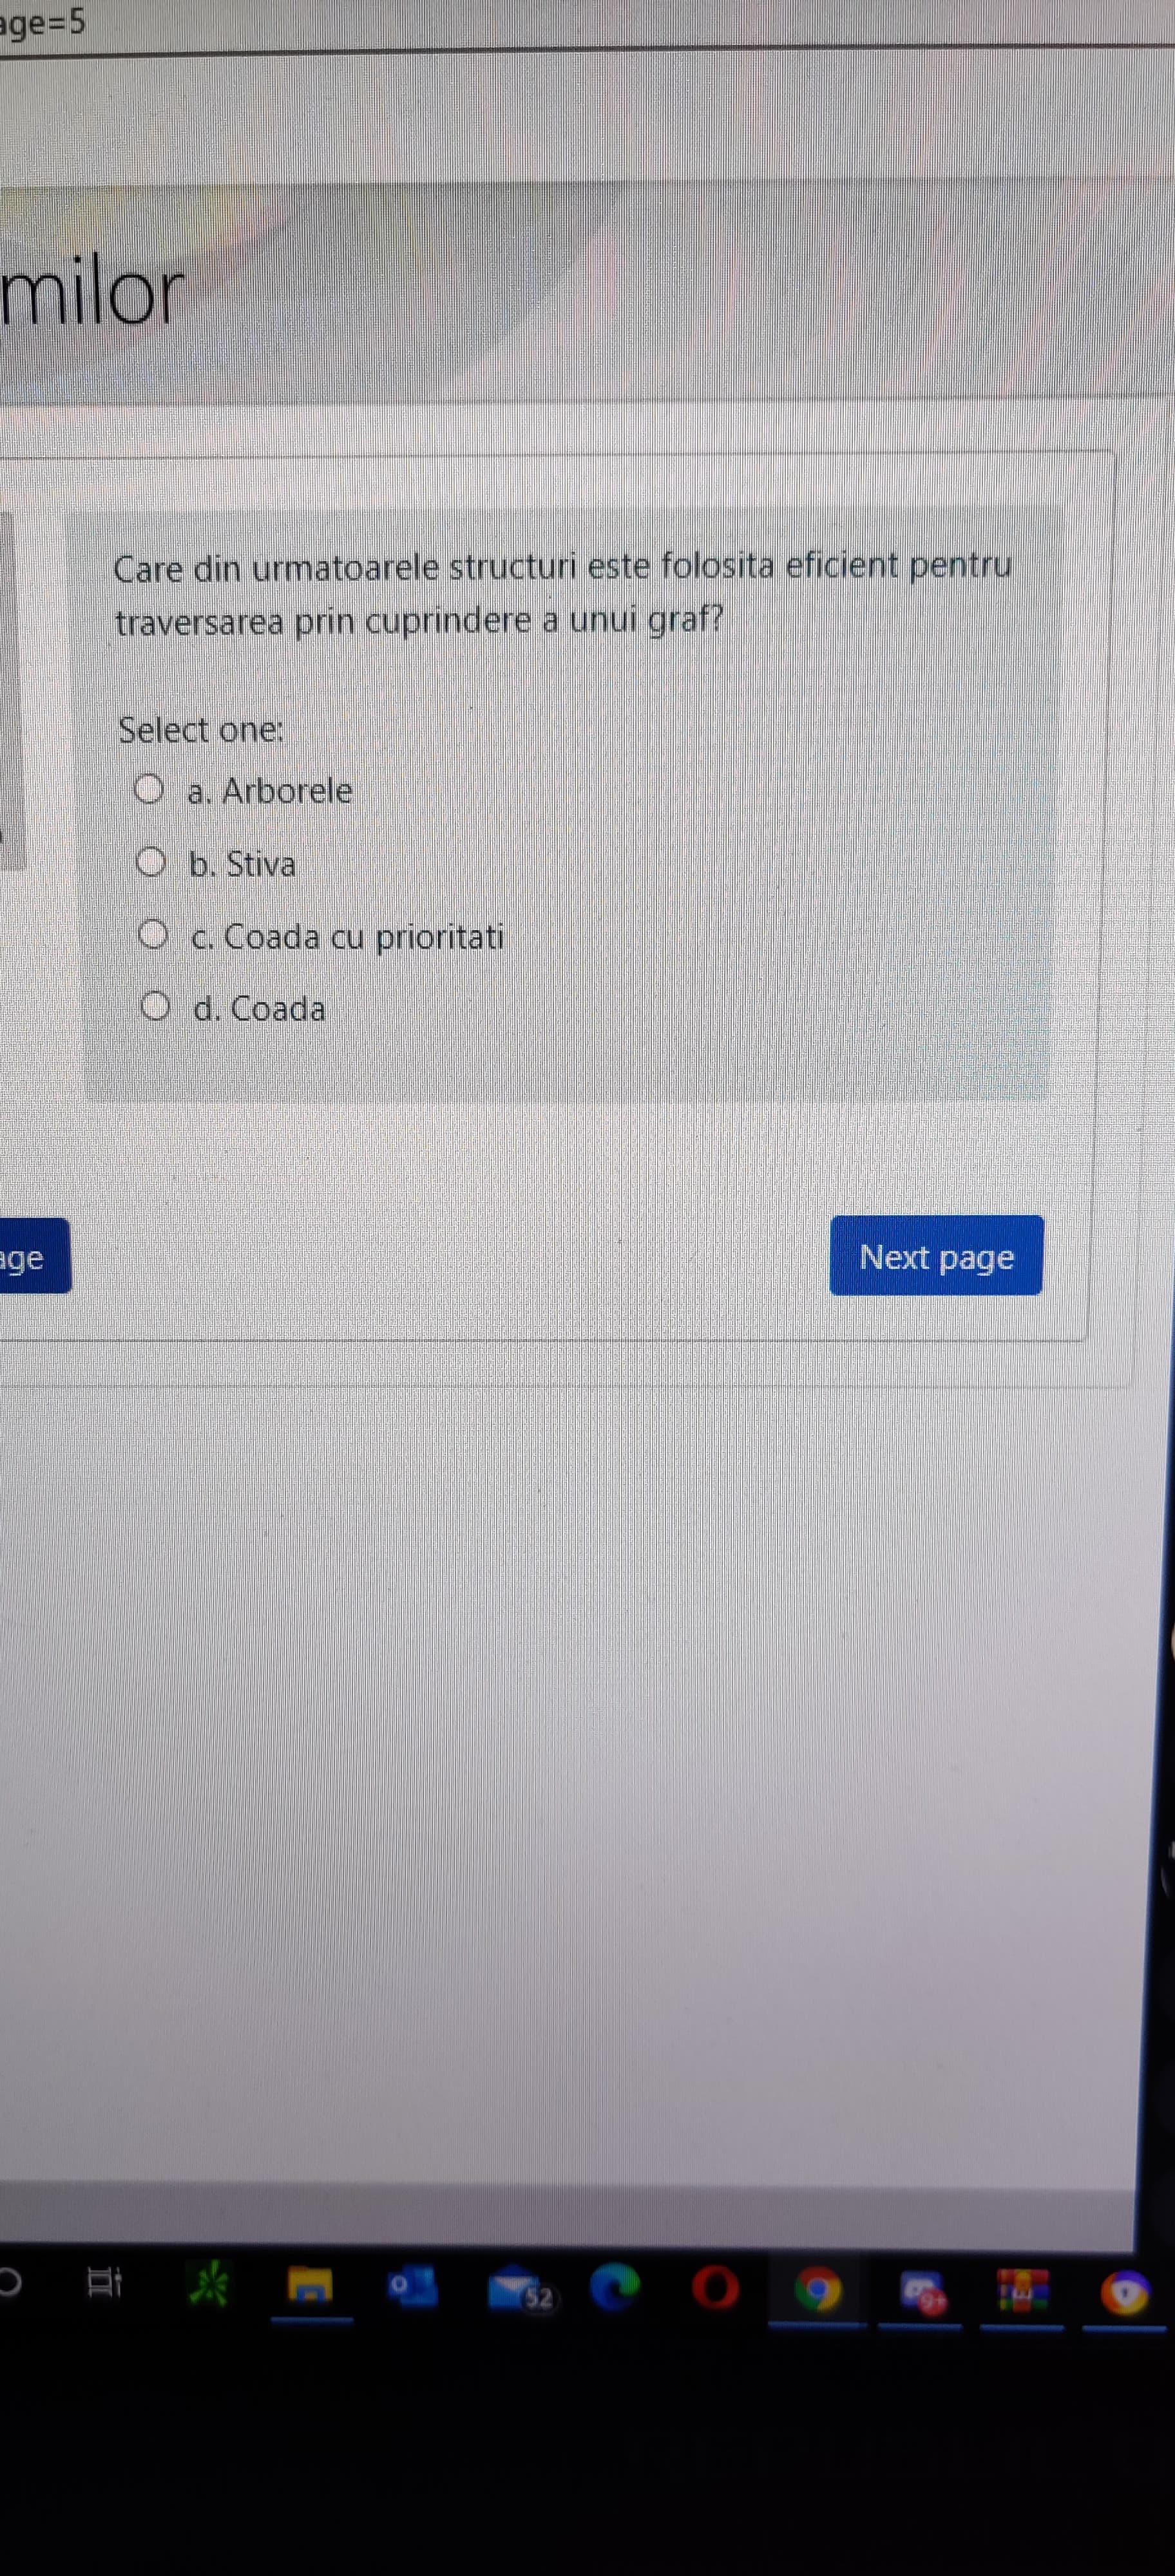 age=5
milor
Care din urmatoarele structuri este folosita eficient pentru
traversarea prin cuprindere a unui graf?
Select one:
a. Arborele
b. Stiva
c. Coada cu prioritati
d. Coada
age
Next page
52
9+